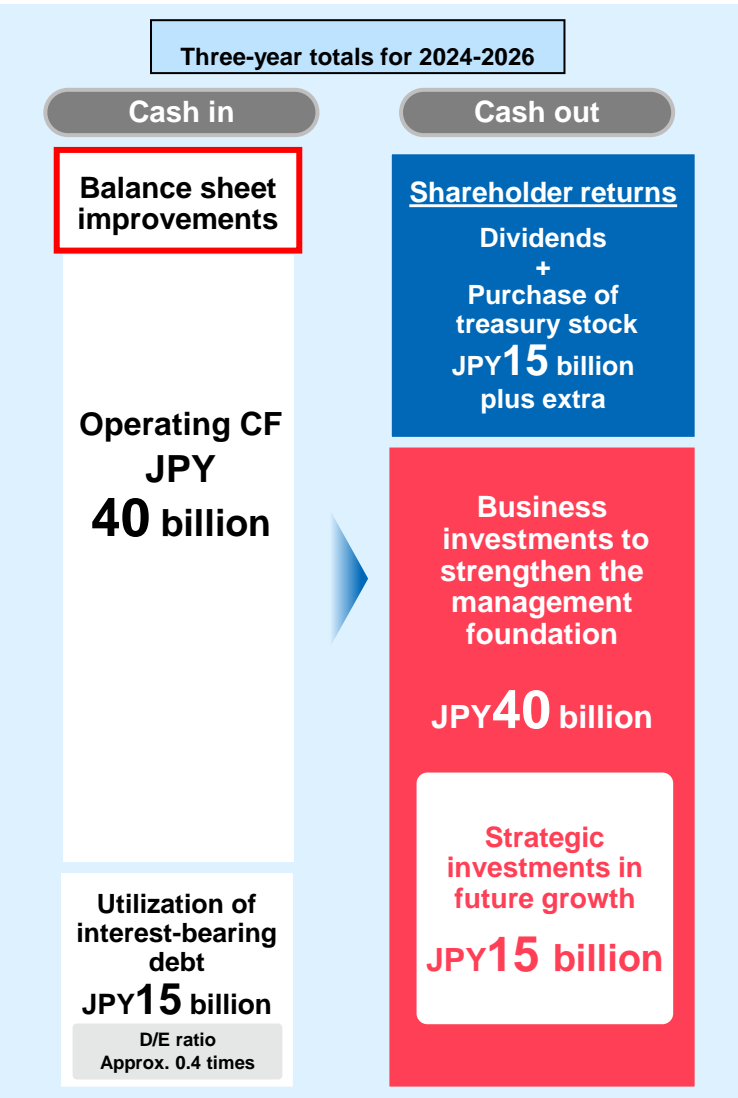 Three-year totals for 2024-2026
Cash in
Balance sheet
improvements
Operating CF
JPY
40 billion
Utilization of
interest-bearing
debt
JPY15 billion
D/E ratio
Approx. 0.4 times
Cash out
Shareholder returns
Dividends
+
Purchase of
treasury stock
JPY15 billion
plus extra
Business
investments to
strengthen the
management
foundation
JPY40 billion
Strategic
investments in
future growth
JPY15 billion